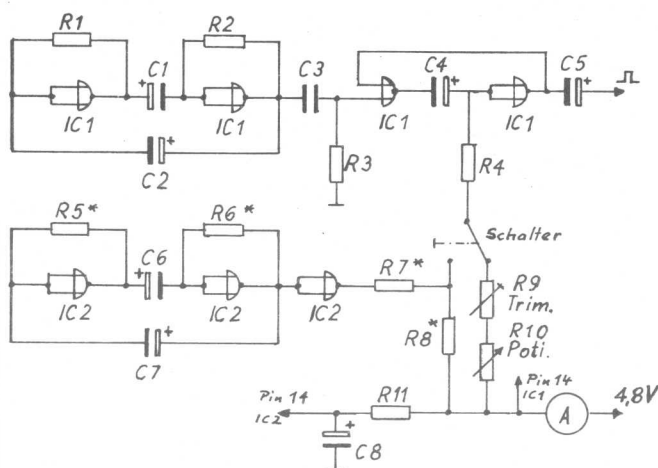 R1
R2
C1
C3
C4
C5
+
+
+
IC1
IC1
IC1
IC1
+
C2
R3
R4
R5*
R6*
Schalter
C6
+
R7*
R9
Trim.
IC2
IC2
IC2
R8*
R10
Poti.
+
C7
Pin 14
IC2
R11
Pin 14
IC1
A
4,8V
+
C8